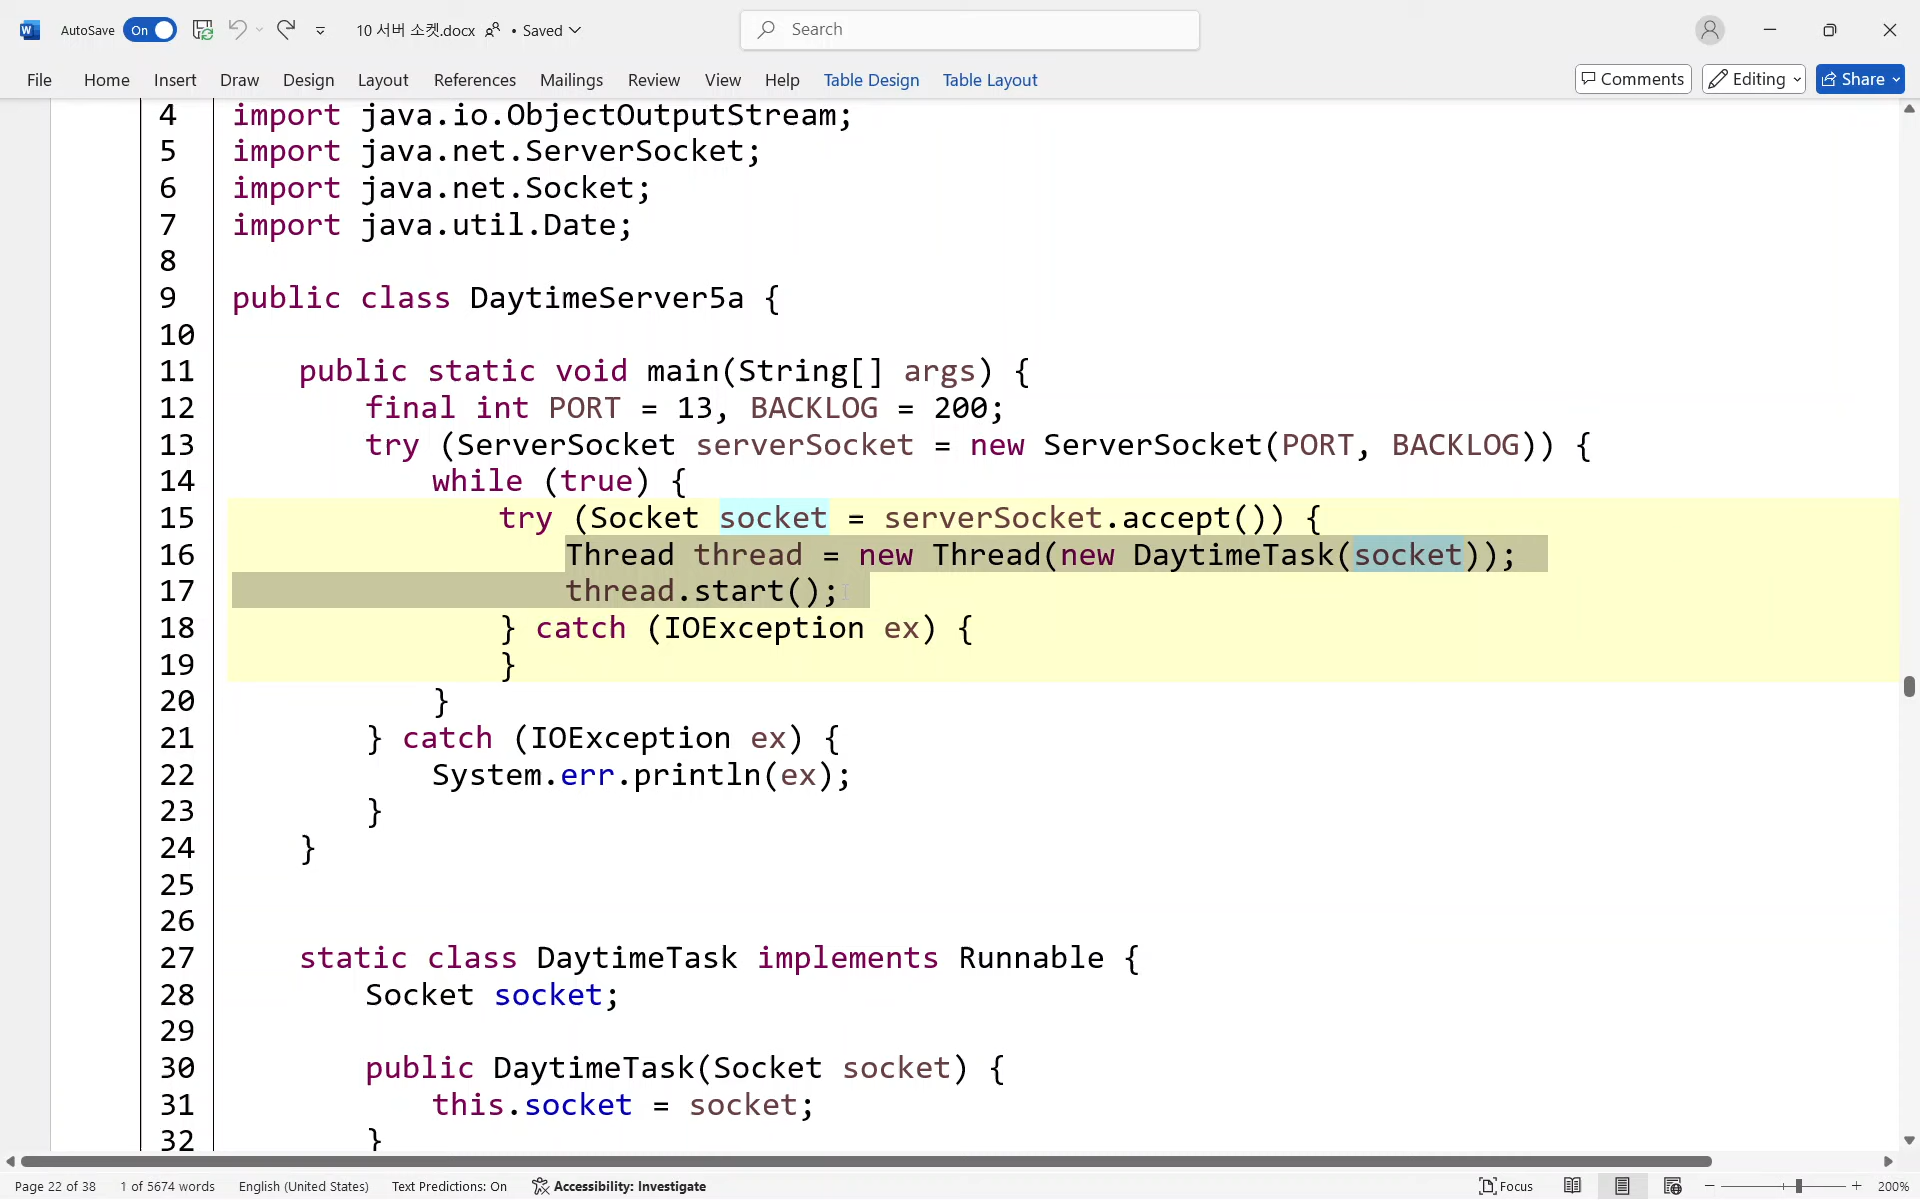 AutoSave On 10 서버 소켓.docx • Saved Search
File Home Insert Draw Design Layout References Mailings Review View Help Table Design Table Layout Comments Editing Share
4 import java.io.ObjectOutputStream;
5 import java.net.ServerSocket;
6 import java.net.Socket;
7 import java.util.Date;
8
9 public class DaytimeServer5a {
10
11 public static void main(String[] args) {
12 final int PORT = 13, BACKLOG = 200;
13 try (ServerSocket serverSocket = new ServerSocket(PORT, BACKLOG)) {
14 while (true) {
15 try (Socket socket = serverSocket.accept()) {
16 Thread thread = new Thread(new DaytimeTask(socket));
17 thread.start();
18 } catch (IOException ex) {
19 }
20 }
21 } catch (IOException ex) {
22 System.err.println(ex);
23 }
24 }
25
26
27 static class DaytimeTask implements Runnable {
28 Socket socket;
29
30 public DaytimeTask(Socket socket) {
31 this.socket = socket;
32 }
Page 22 of 38 1 of 5674 words English (United States) Text Predictions: On Accessibility: Investigate Focus 200%